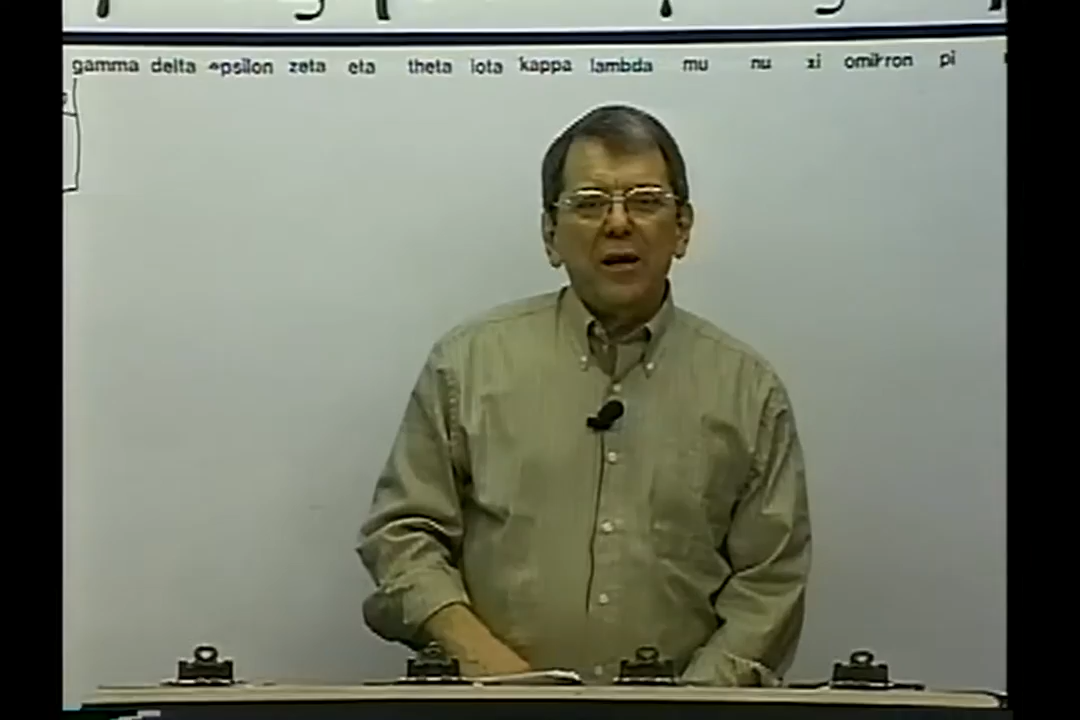 gamma delta epsilon zeta eta theta iota kappa lambda mu nu xi omikron pi